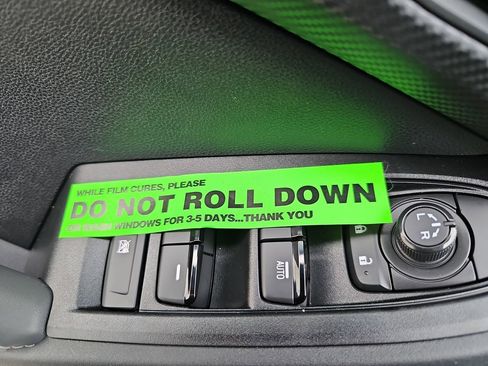 WHILE FILM CURES, PLEASE
DO NOT ROLL DOWN
WINDOWS FOR 3-5 DAYS...THANK YOU
AUTO
L R